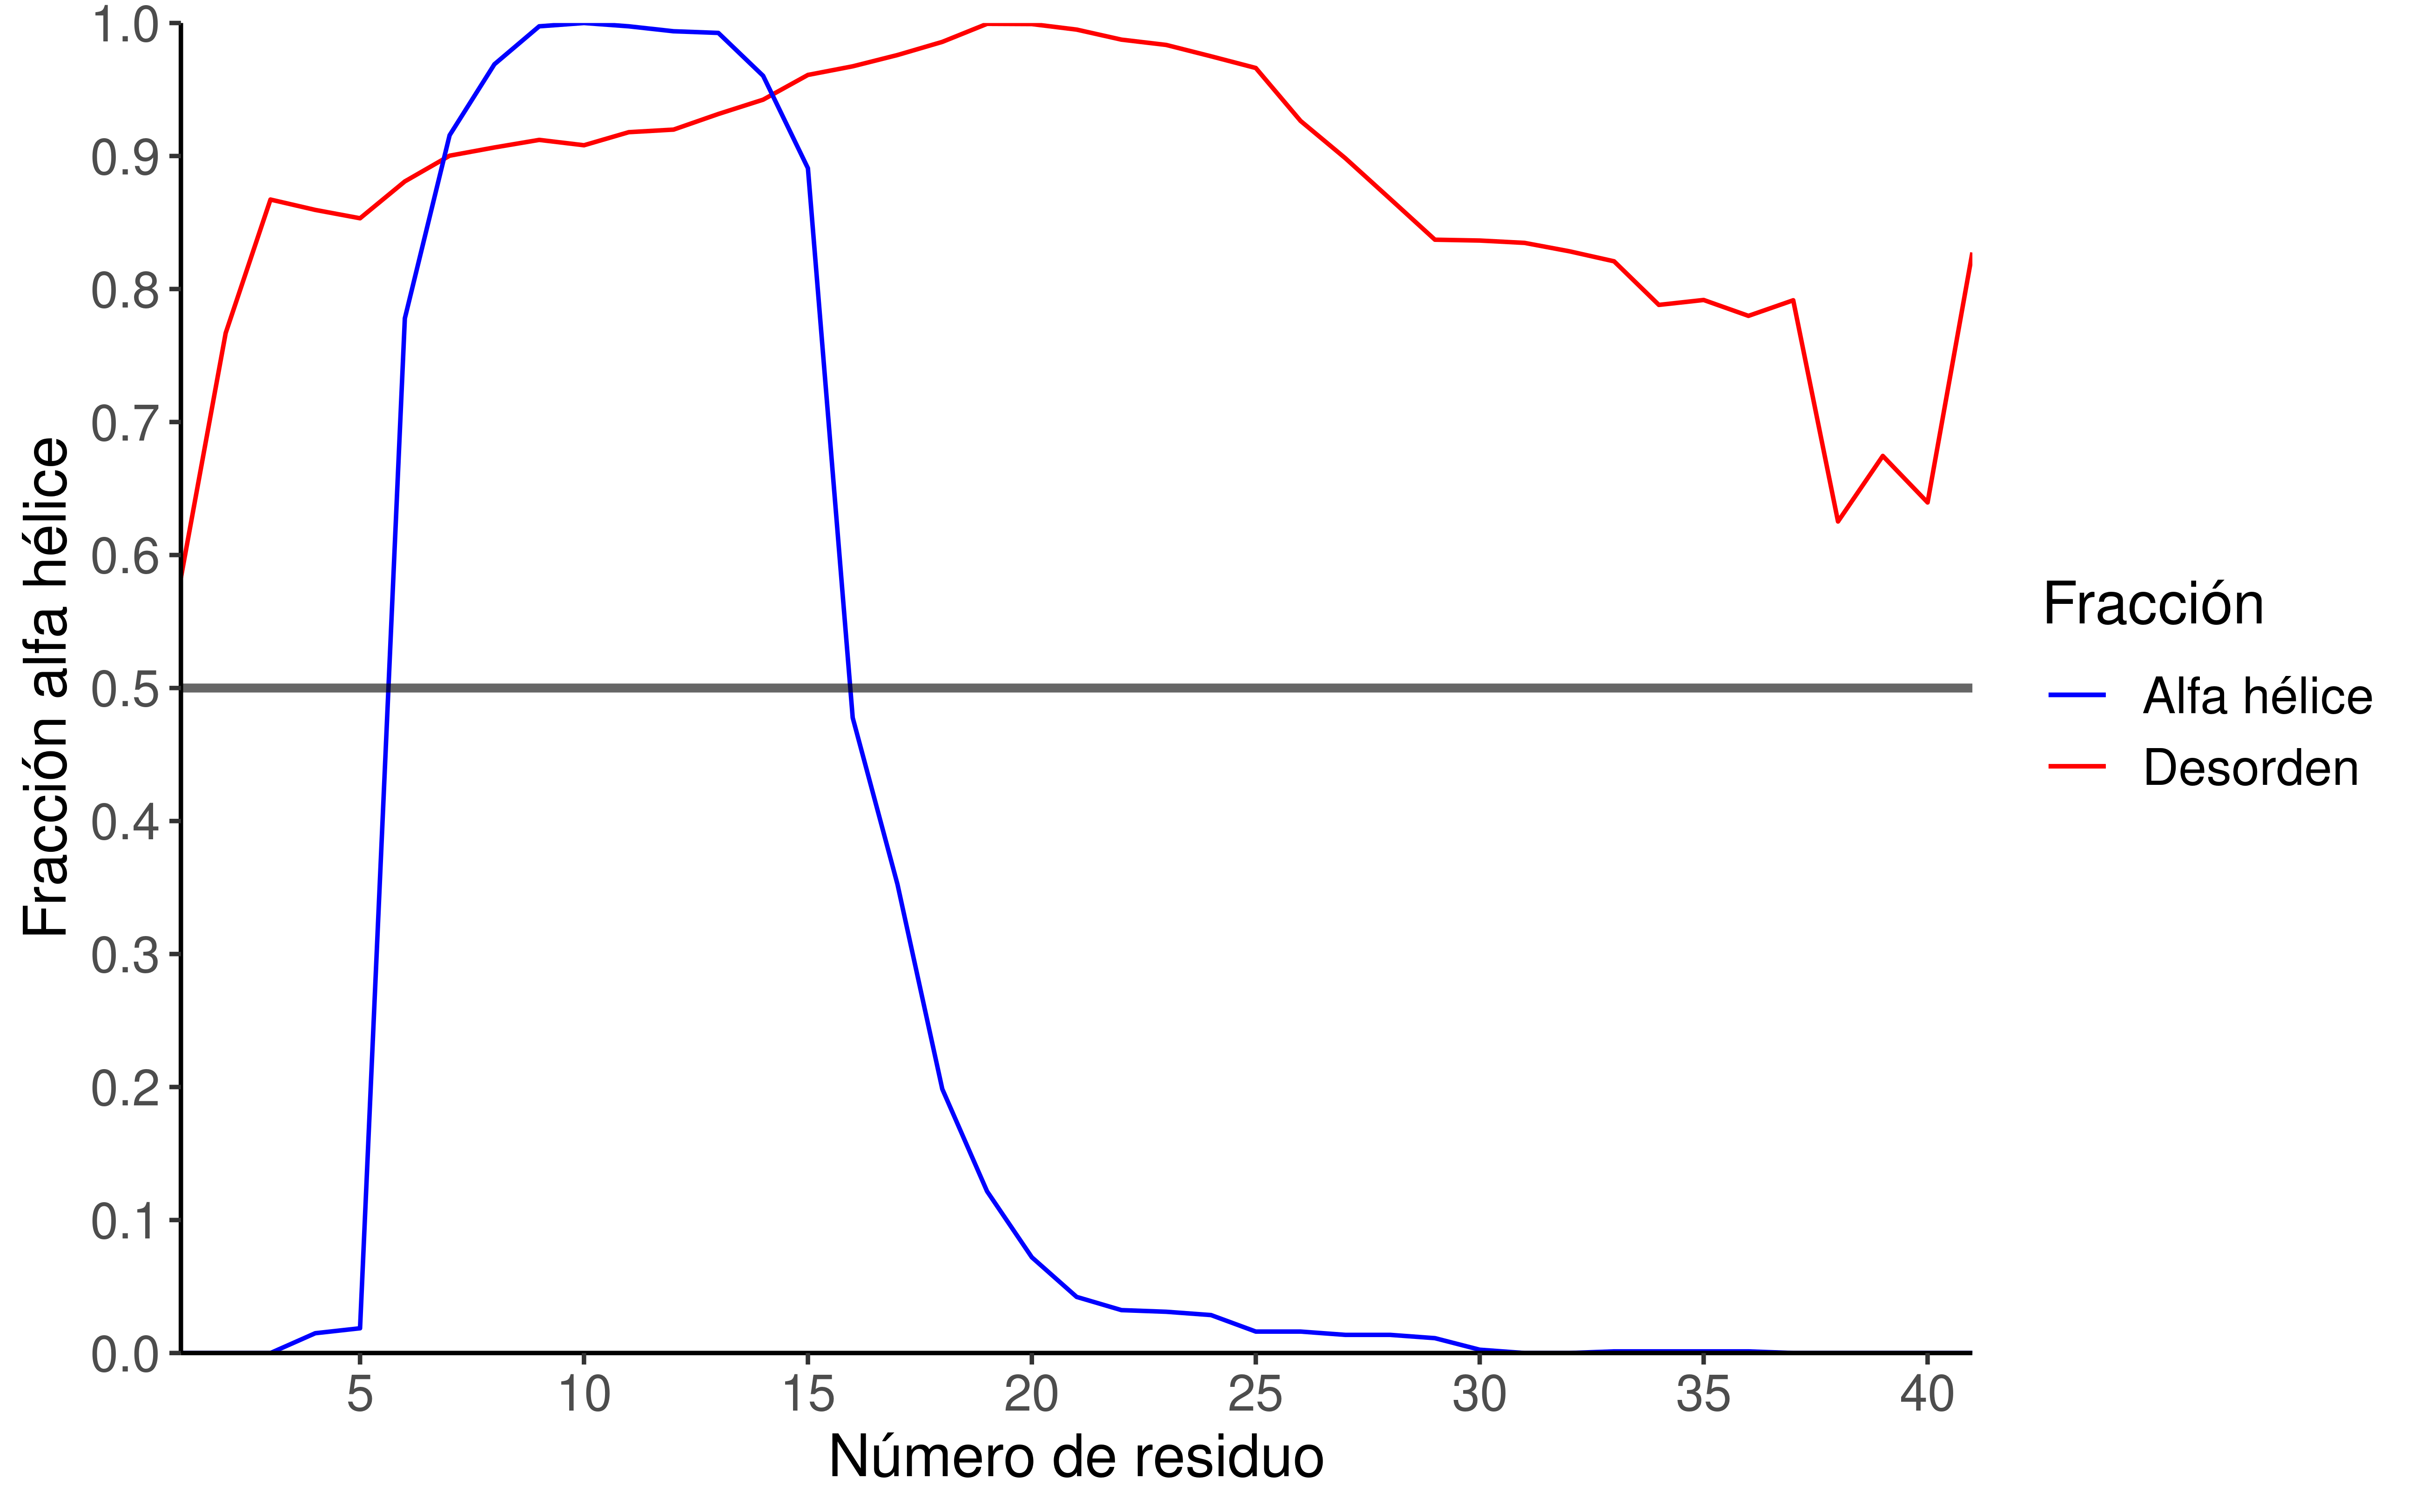 Fracción alfa hélice
1.0
0.9
0.8
0.7
0.6
0.5
0.4
0.3
0.2
0.1
0.0
5 10 15 20 25 30 35 40
Número de residuo
Fracción
Alfa hélice
Desorden